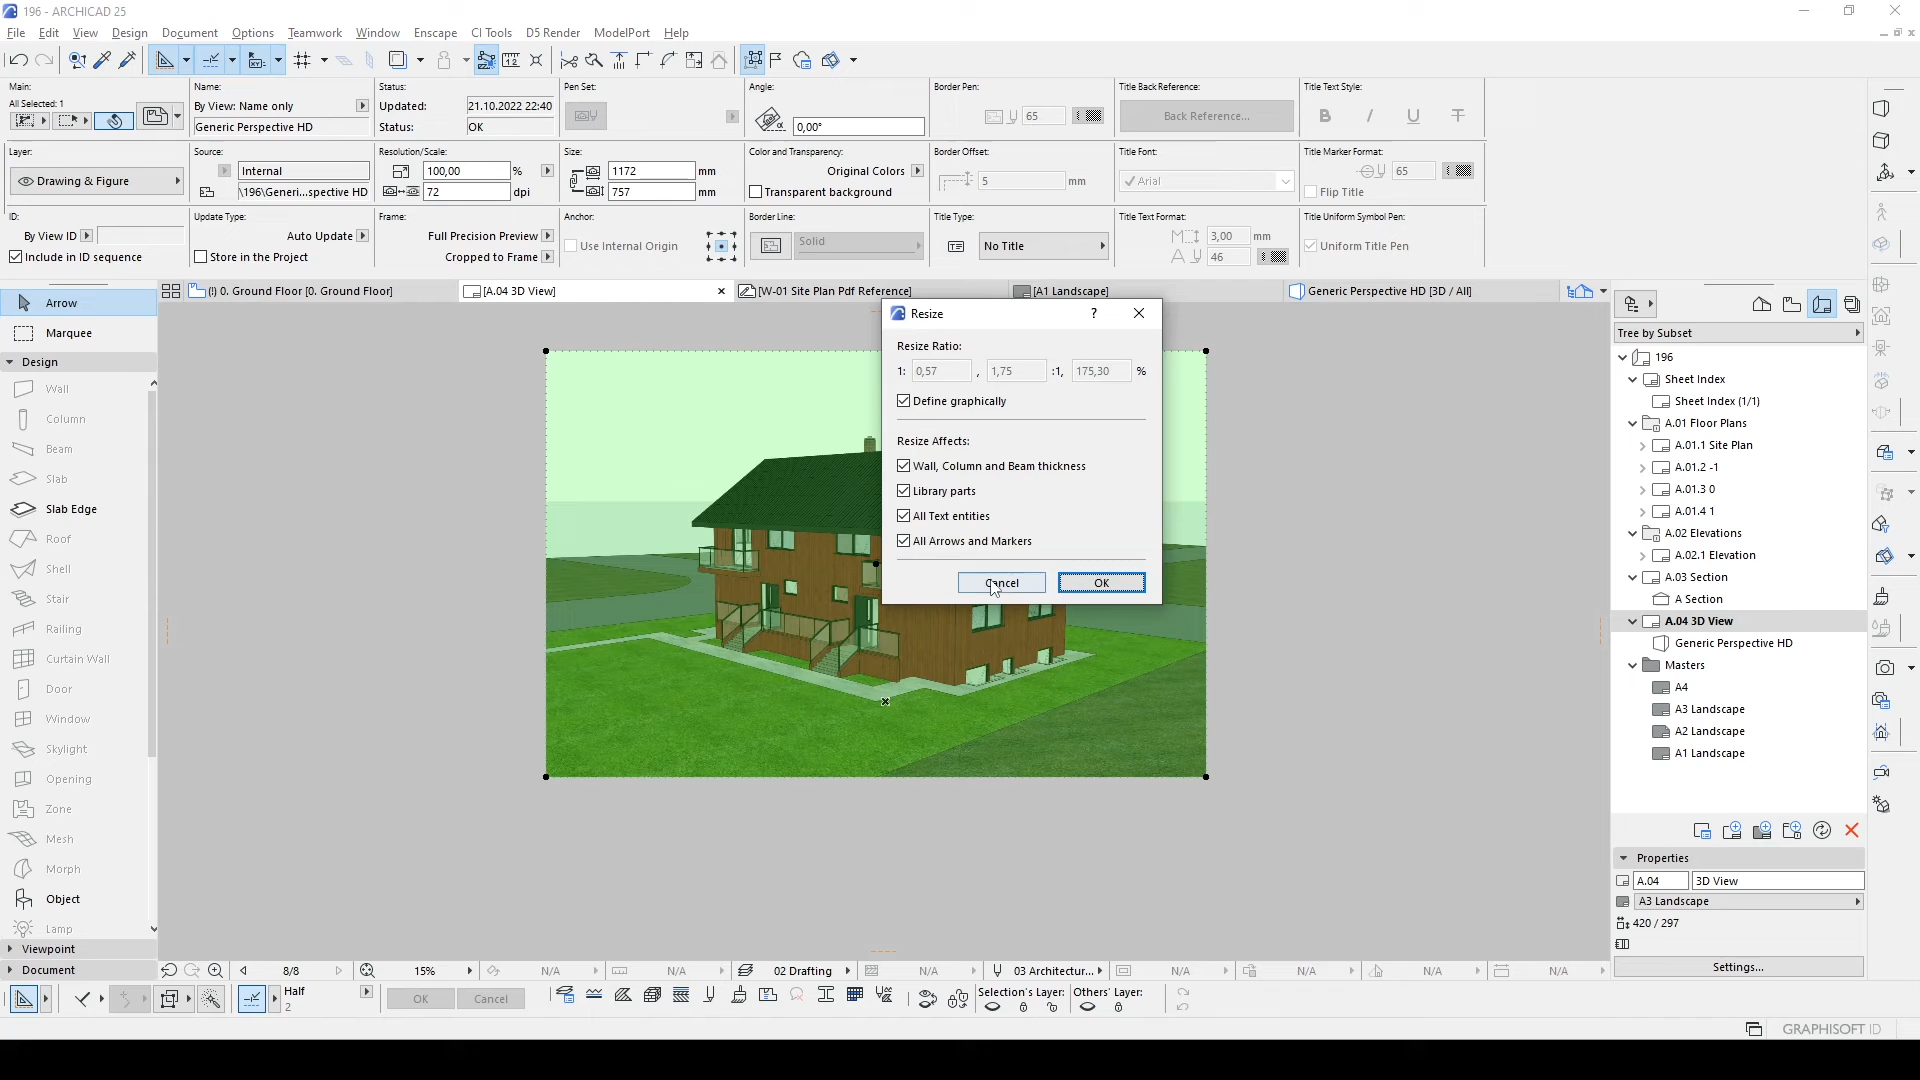 196 - ARCHICAD 25
File Edit View Design Document Options Teamwork Window Enscape CI Tools D5 Render ModelPort Help
Main:
All Selected: 1
Name:
By View: Name only
Generic Perspective HD
Status:
Updated: 21.10.2022 22:40
Status: OK
Pen Set:
Angle:
0,00°
Border Pen:
65
Title Back Reference:
Back Reference...
Title Text Style:
B I U T
Layer:
Drawing & Figure
Source:
Internal
\196\Generi...spective HD
Resolution/Scale:
100,00 %
72 dpi
Size:
1172 mm
757 mm
Color and Transparency:
Original Colors
Transparent background
Border Offset:
5 mm
Title Font:
Arial
Title Marker Format:
65
Flip Title
ID:
By View ID
Include in ID sequence
Update Type:
Auto Update
Store in the Project
Frame:
Full Precision Preview
Cropped to Frame
Anchor:
Use Internal Origin
Border Line:
Solid
Title Type:
No Title
Title Text Format:
3,00 mm
46
Title Uniform Symbol Pen:
Uniform Title Pen
(!) 0. Ground Floor [0. Ground Floor]
[A.04 3D View]
[W-01 Site Plan Pdf Reference]
[A1 Landscape]
Generic Perspective HD [3D / All]
Arrow
Marquee
Design
Wall
Column
Beam
Slab
Slab Edge
Roof
Shell
Stair
Railing
Curtain Wall
Door
Window
Skylight
Opening
Zone
Mesh
Morph
Object
Lamp
Viewpoint
Document
Resize ?
Resize Ratio:
1: 0,57 , 1,75 :1, 175,30 %
Define graphically
Resize Affects:
Wall, Column and Beam thickness
Library parts
All Text entities
All Arrows and Markers
Cancel OK
Tree by Subset
196
Sheet Index
Sheet Index (1/1)
A.01 Floor Plans
A.01.1 Site Plan
A.01.2 -1
A.01.3 0
A.01.4 1
A.02 Elevations
A.02.1 Elevation
A.03 Section
A Section
A.04 3D View
Generic Perspective HD
Masters
A4
A3 Landscape
A2 Landscape
A1 Landscape
Properties
A.04 3D View
A3 Landscape
420 / 297
Settings...
8/8 15% N/A N/A 02 Drafting N/A 03 Architectur... N/A N/A N/A N/A
Half
2
OK Cancel
Selection's Layer: Others' Layer:
GRAPHISOFT ID